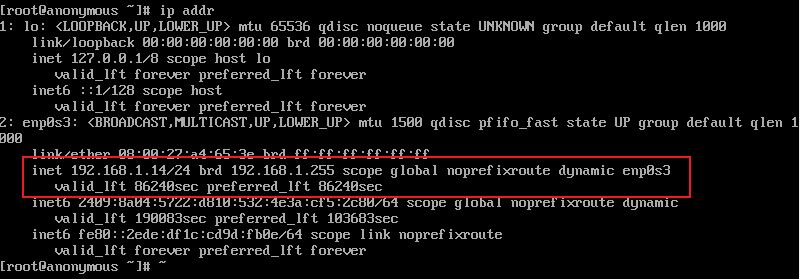 [root@anonymous ~]# ip addr
1: lo: <LOOPBACK,UP,LOWER_UP> mtu 65536 qdisc noqueue state UNKNOWN group default qlen 1000
link/loopback 00:00:00:00:00:00 brd 00:00:00:00:00:00
inet 127.0.0.1/8 scope host lo
valid_lft forever preferred_lft forever
inet6 ::1/128 scope host
valid_lft forever preferred_lft forever
2: enp0s3: <BROADCAST,MULTICAST,UP,LOWER_UP> mtu 1500 qdisc pfifo_fast state UP group default qlen 1
000
link/ether 08:00:27:a4:65:3e brd ff:ff:ff:ff:ff:ff
inet 192.168.1.14/24 brd 192.168.1.255 scope global noprefixroute dynamic enp0s3
valid_lft 86240sec preferred_lft 86240sec
inet6 2409:8a04:5722:d810:532:4e3a:cf5:2c80/64 scope global noprefixroute dynamic
valid_lft 190083sec preferred_lft 103683sec
inet6 fe80::2ede:df1c:cd9d:fb0e/64 scope link noprefixroute
valid_lft forever preferred_lft forever
[root@anonymous ~]# ~